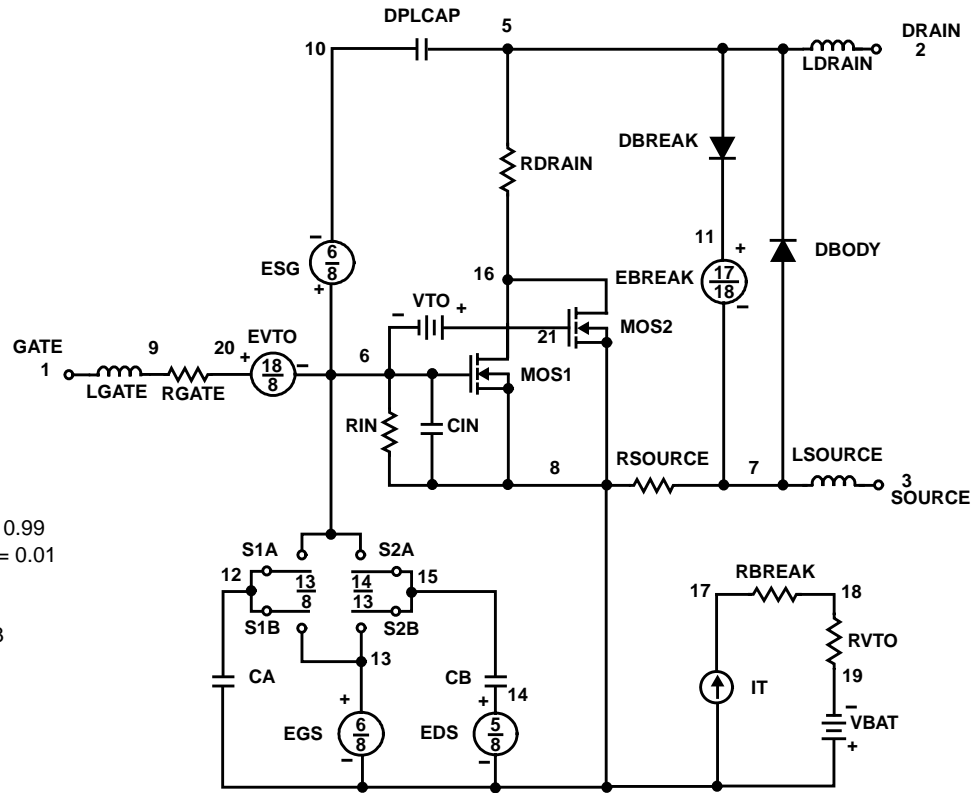 DPLCAP
5
DRAIN
2
10
LDRAIN
DBREAK
RDRAIN
11
+
−
6
8
ESG
+
16
EBREAK
17
18
−
DBODY
VTO
−
+
EVTO
21
MOS2
GATE
1
9
20
+
18
8
−
6
MOS1
LGATE
RGATE
RIN
CIN
8
RSOURCE
7
LSOURCE
3
SOURCE
0.99
= 0.01
S1A
S2A
12
13
8
14
13
15
RBREAK
17
18
S1B
S2B
RVTO
13
19
CA
CB
14
IT
+
+
−
VBAT
EGS
6
8
EDS
5
8
+
−
−